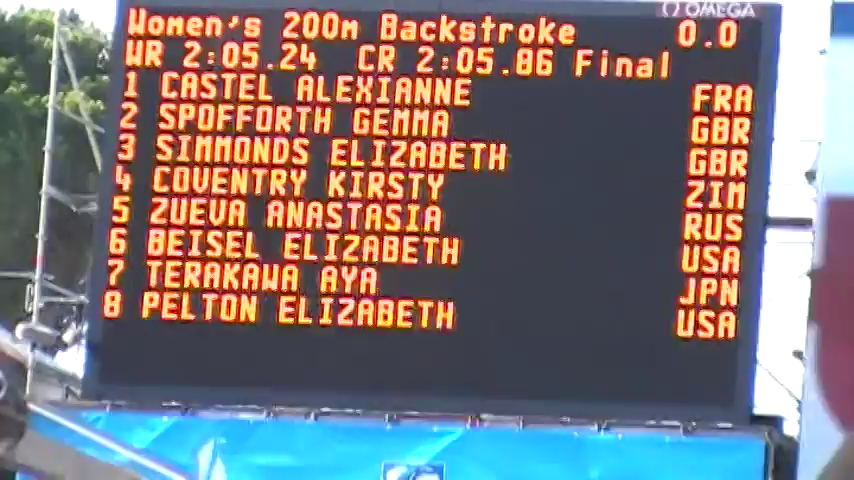 Ω OMEGA
Women's 200m Backstroke 0.0
WR 2:05.24 CR 2:05.86 Final
1 CASTEL ALEXIANNE FRA
2 SPOFFORTH GEMMA GBR
3 SIMMONDS ELIZABETH GBR
4 COVENTRY KIRSTY ZIM
5 ZUEVA ANASTASIA RUS
6 BEISEL ELIZABETH USA
7 TERAKAWA AYA JPN
8 PELTON ELIZABETH USA